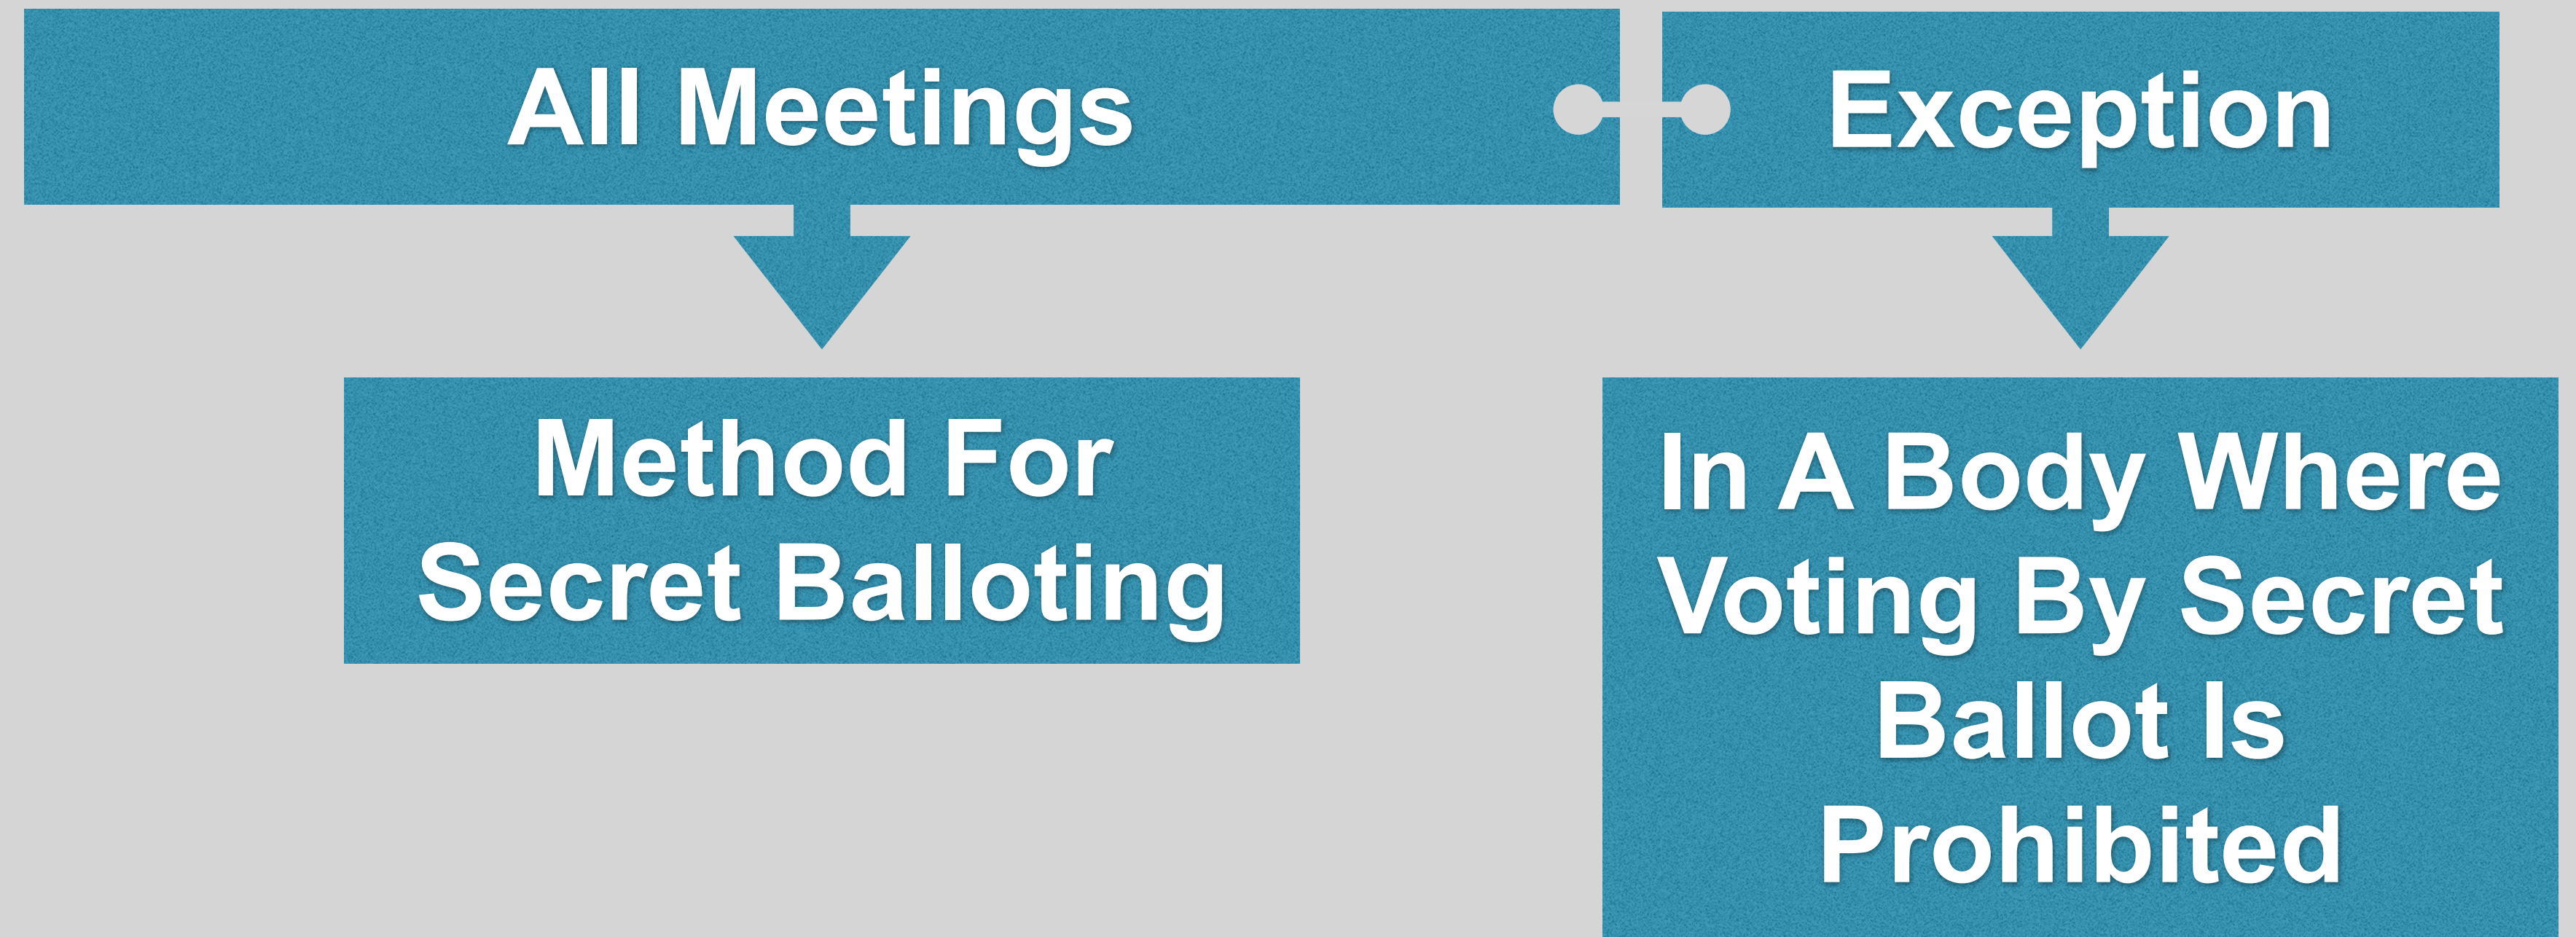 All Meetings
Exception
Method For
Secret Balloting
In A Body Where
Voting By Secret
Ballot Is
Prohibited